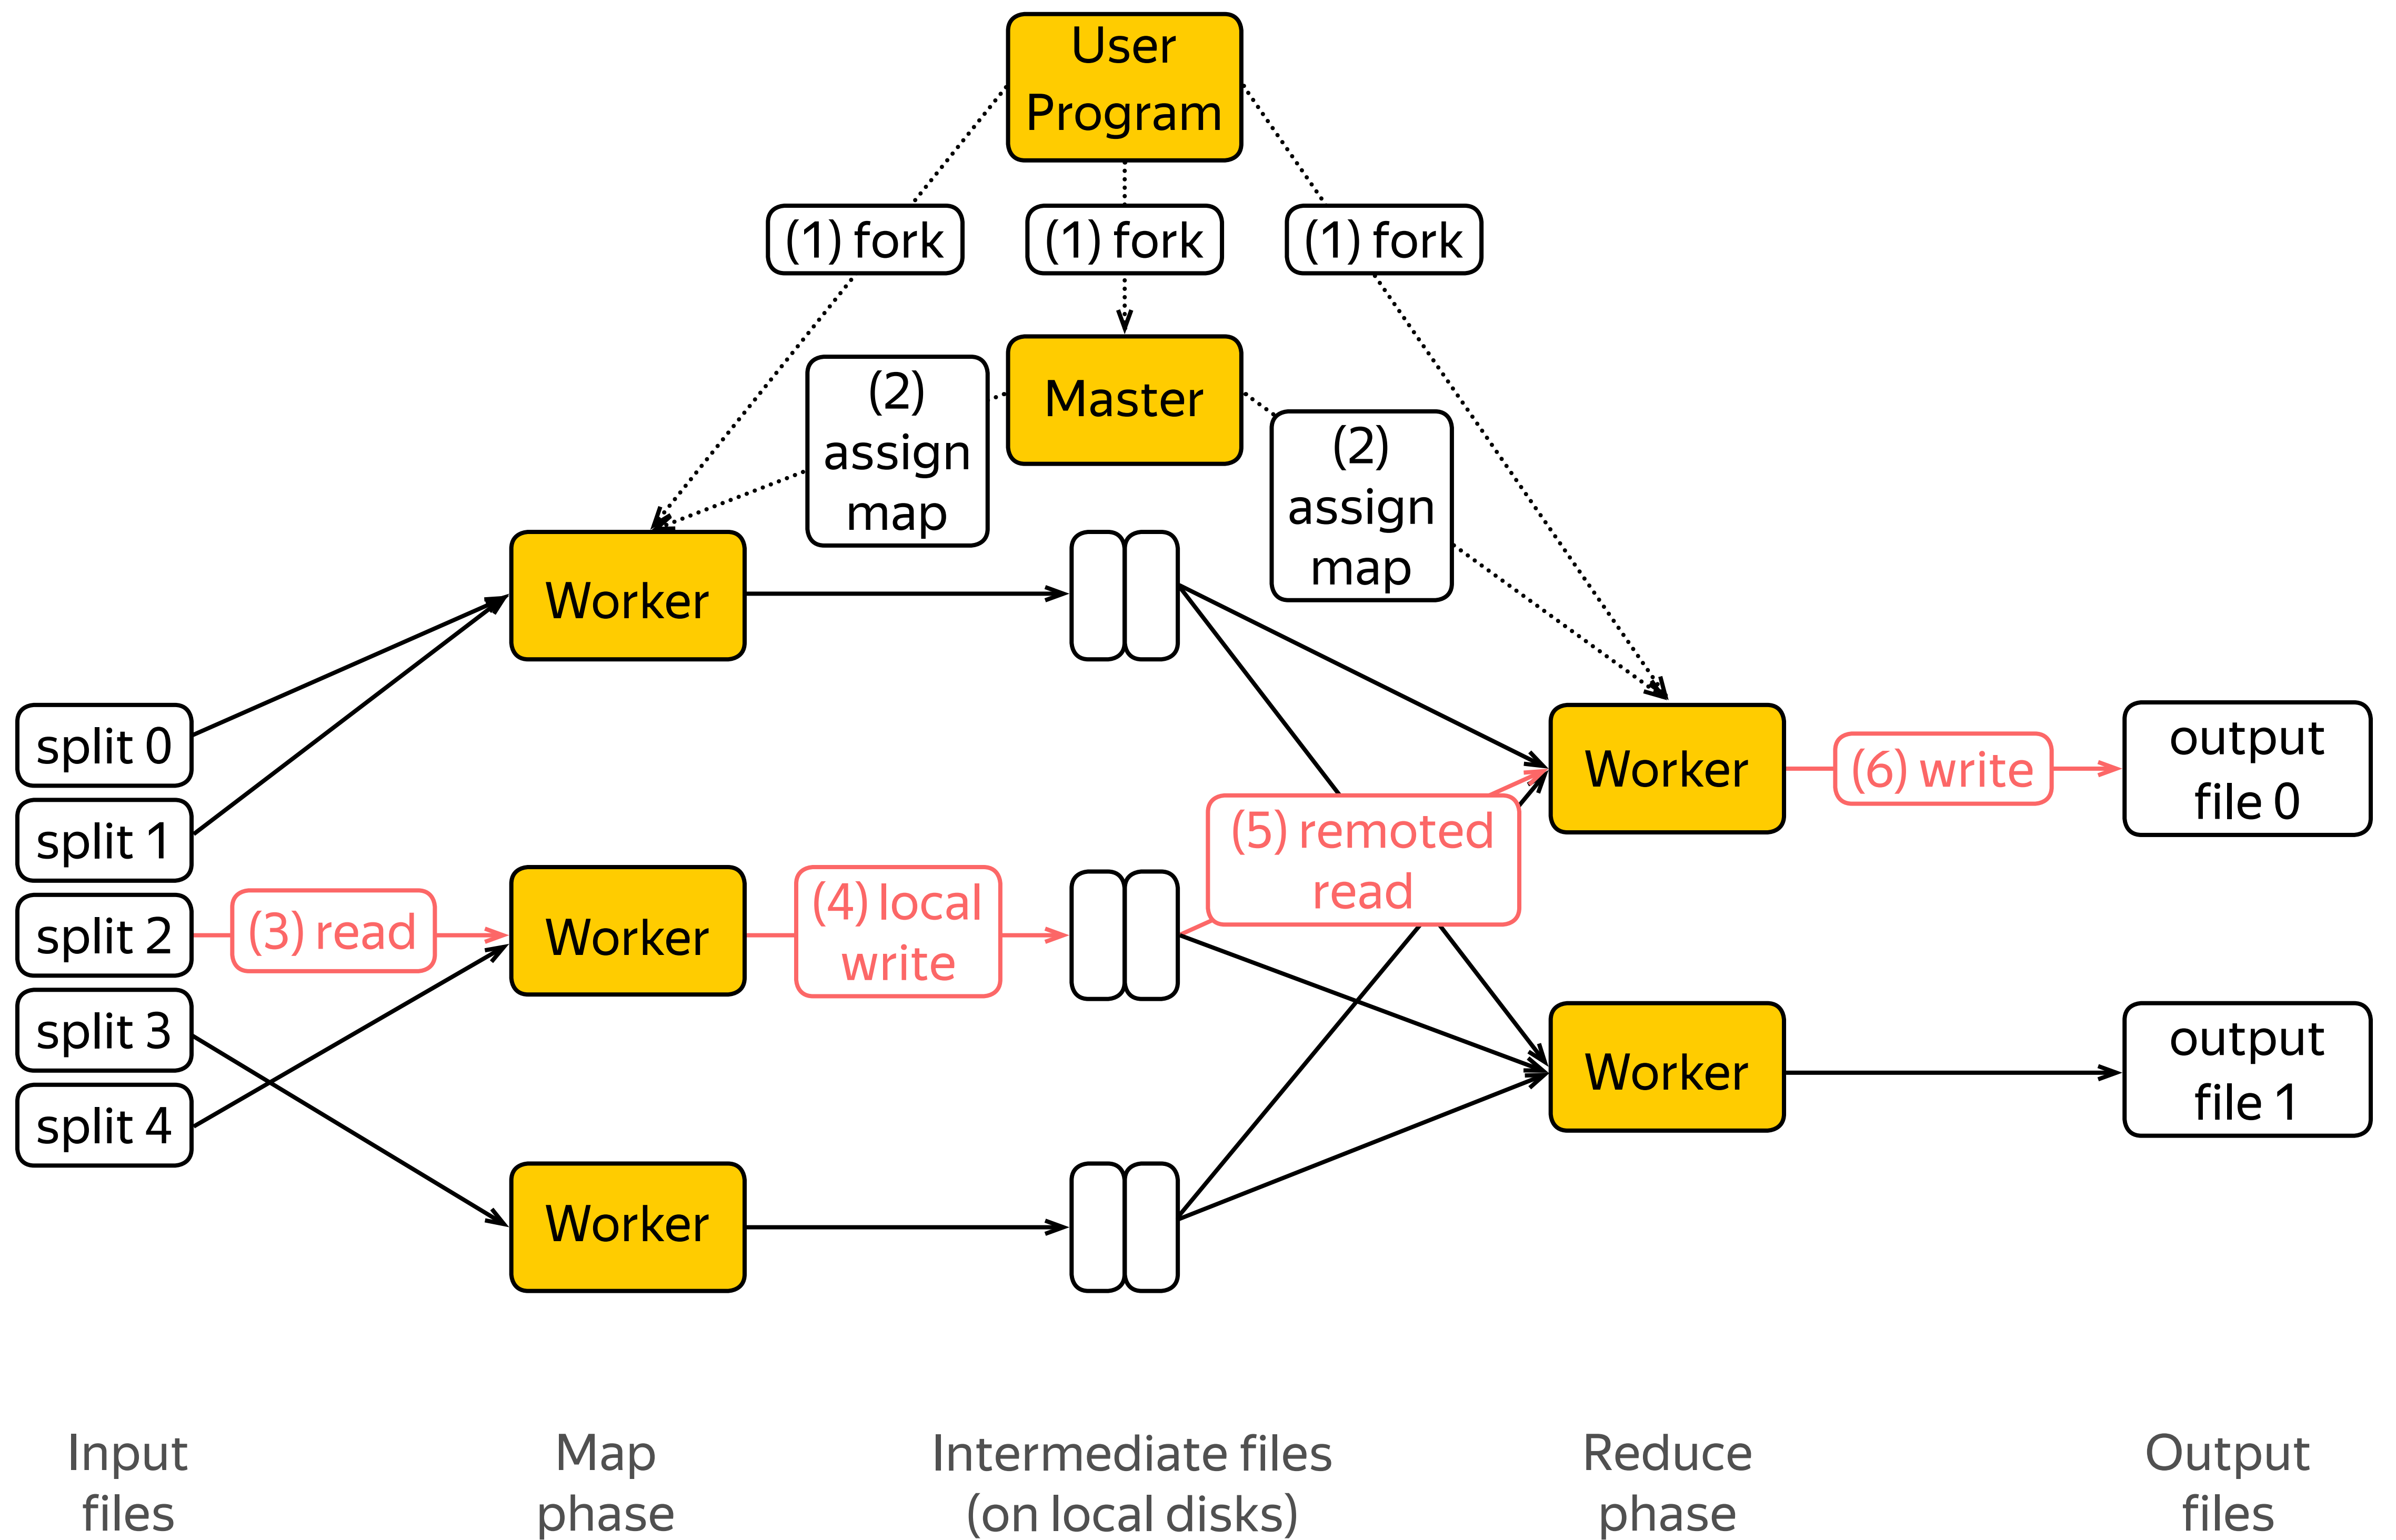 User
Program
(1) fork
(1) fork
(1) fork
Master
(2)
assign
map
(2)
assign
map
Worker
split 0
split 1
split 2
split 3
split 4
(3) read
Worker
(4) local
write
Worker
(5) remoted
read
Worker
(6) write
output
file 0
Worker
output
file 1
Input
files
Map
phase
Intermediate files
(on local disks)
Reduce
phase
Output
files